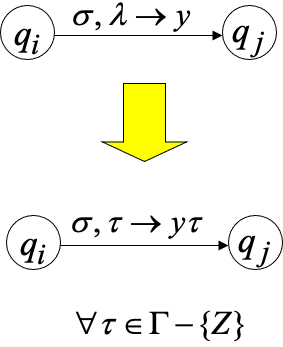 σ, λ → y
q_i q_j
σ, τ → yτ
q_i q_j
∀ τ ∈ Γ – {Z}